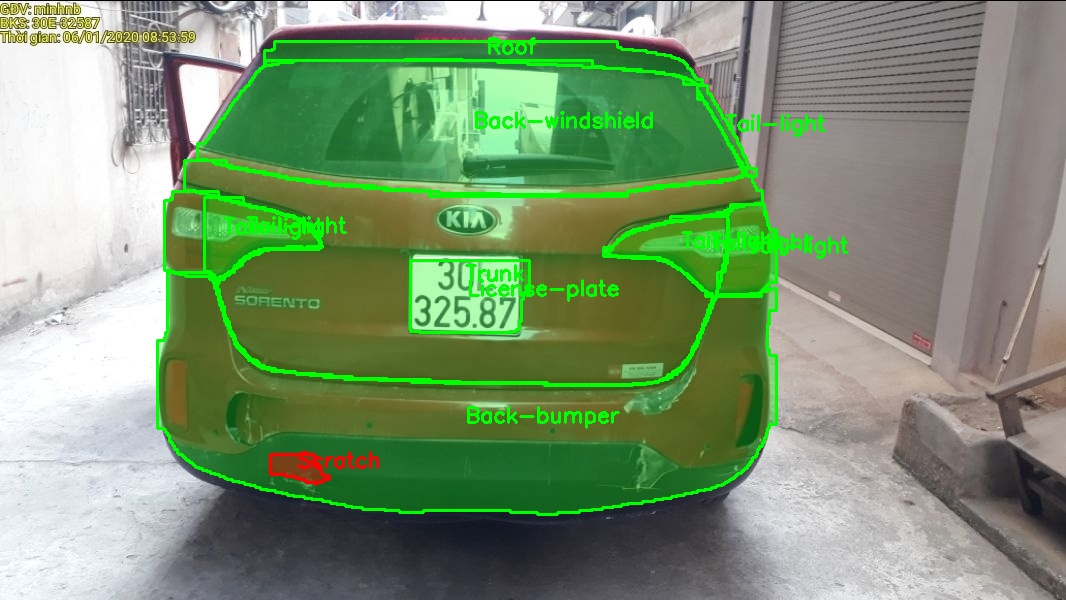 GĐV: minhnb
BKS: 30E-32587
Thời gian: 06/01/2020 08:53:59
Roof
Back-windshield
Tail-light
KIA
Tail-light
Tail-light
Trunk
30
License-plate
SORENTO
325.87
Back-bumper
Scratch